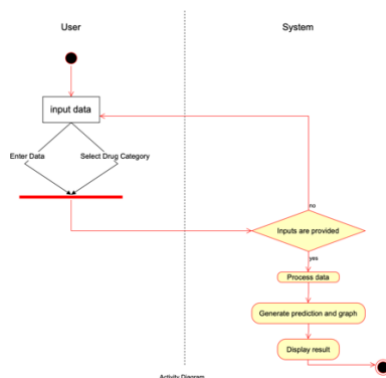 User
System
input data
Enter Data
Select Drug Category
no
Inputs are provided
yes
Process data
Generate prediction and graph
Display result
Activity Diagram